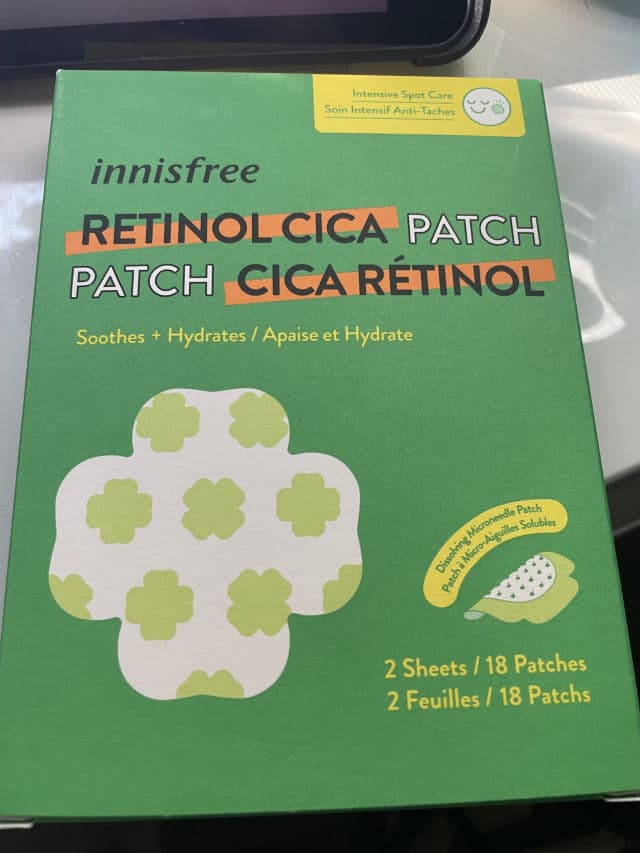 Intensive Spot Care
Soin Intensif Anti-Taches
innisfree
RETINOL CICA PATCH
PATCH CICA RÉTINOL
Soothes + Hydrates / Apaise et Hydrate
Dissolving Microneedle Patch
Patch à Micro-Aiguilles Solubles
2 Sheets / 18 Patches
2 Feuilles / 18 Patchs